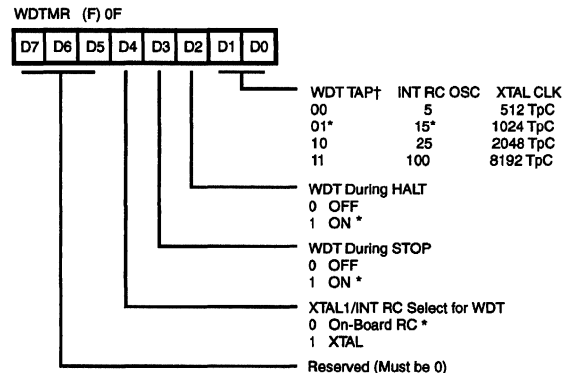 WDTMR (F) 0F
D7 D6 D5 D4 D3 D2 D1 D0
WDT TAP† INT RC OSC XTAL CLK
00 5 512 TpC
01* 15* 1024 TpC
10 25 2048 TpC
11 100 8192 TpC
WDT During HALT
0 OFF
1 ON *
WDT During STOP
0 OFF
1 ON *
XTAL1/INT RC Select for WDT
0 On-Board RC *
1 XTAL
Reserved (Must be 0)